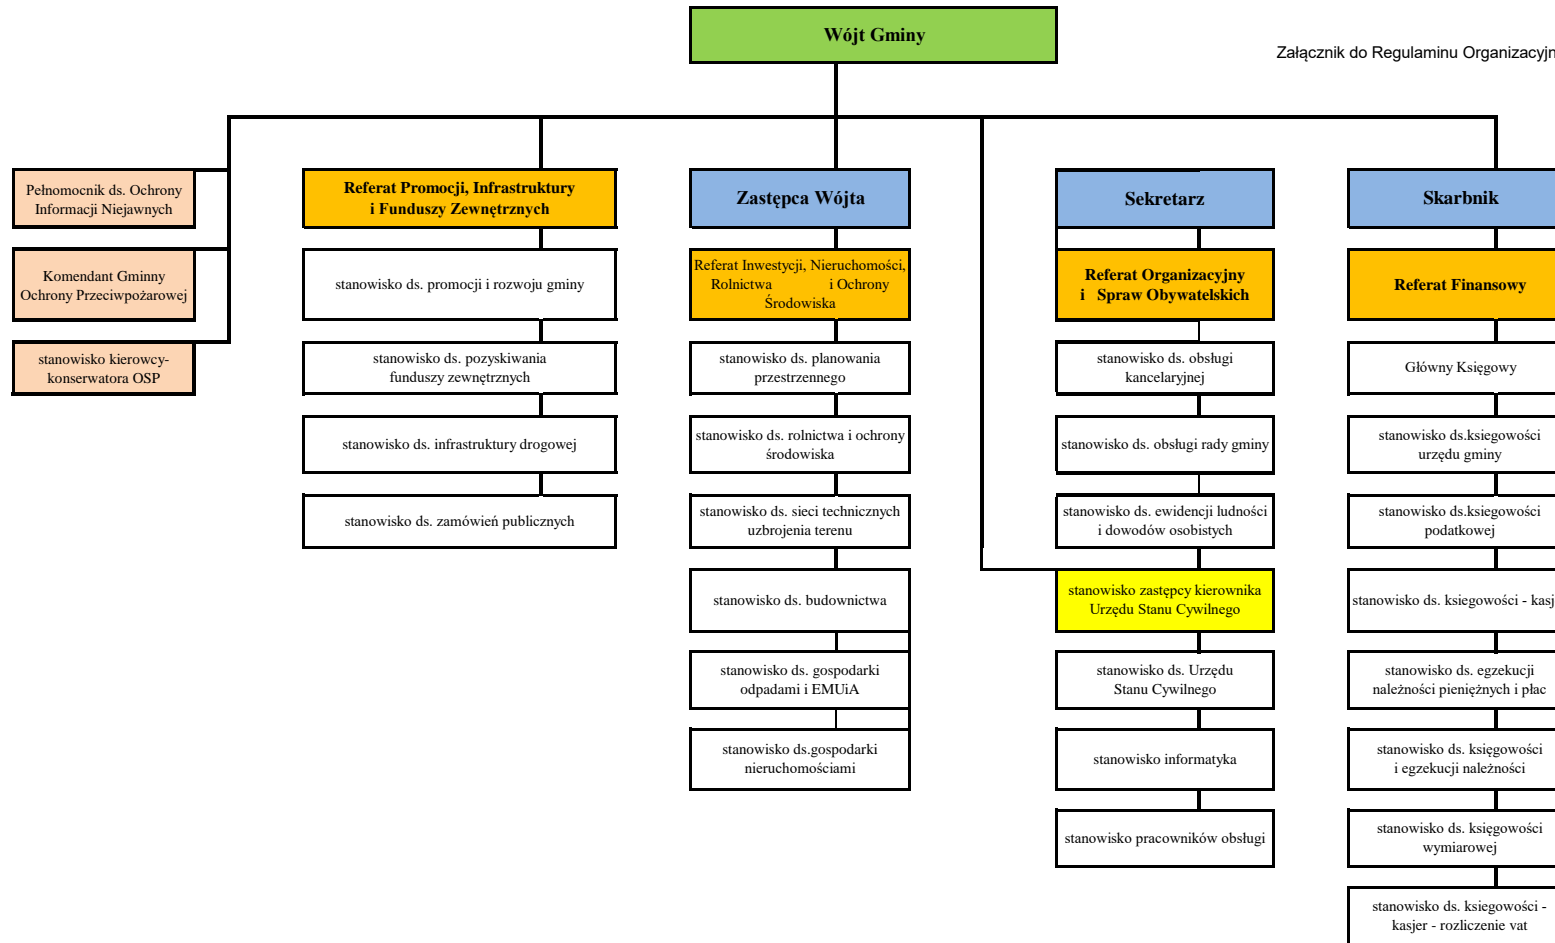 Wójt Gminy
Załącznik do Regulaminu Organizacyjn
Pełnomocnik ds. Ochrony
Informacji Niejawnych
Komendant Gminny
Ochrony Przeciwpożarowej
stanowisko kierowcy-
konserwatora OSP
Referat Promocji, Infrastruktury
i Funduszy Zewnętrznych
stanowisko ds. promocji i rozwoju gminy
stanowisko ds. pozyskiwania
funduszy zewnętrznych
stanowisko ds. infrastruktury drogowej
stanowisko ds. zamówień publicznych
Zastępca Wójta
Referat Inwestycji, Nieruchomości,
Rolnictwa i Ochrony
Środowiska
stanowisko ds. planowania
przestrzennego
stanowisko ds. rolnictwa i ochrony
środowiska
stanowisko ds. sieci technicznych
uzbrojenia terenu
stanowisko ds. budownictwa
stanowisko ds. gospodarki
odpadami i EMUiA
stanowisko ds.gospodarki
nieruchomościami
Sekretarz
Referat Organizacyjny
i Spraw Obywatelskich
stanowisko ds. obsługi
kancelaryjnej
stanowisko ds. obsługi rady gminy
stanowisko ds. ewidencji ludności
i dowodów osobistych
stanowisko zastępcy kierownika
Urzędu Stanu Cywilnego
stanowisko ds. Urzędu
Stanu Cywilnego
stanowisko informatyka
stanowisko pracowników obsługi
Skarbnik
Referat Finansowy
Główny Księgowy
stanowisko ds.ksiegowości
urzędu gminy
stanowisko ds.ksiegowości
podatkowej
stanowisko ds. ksiegowości - kasj
stanowisko ds. egzekucji
należności pieniężnych i płac
stanowisko ds. księgowości
i egzekucji należności
stanowisko ds. księgowości
wymiarowej
stanowisko ds. ksiegowości -
kasjer - rozliczenie vat